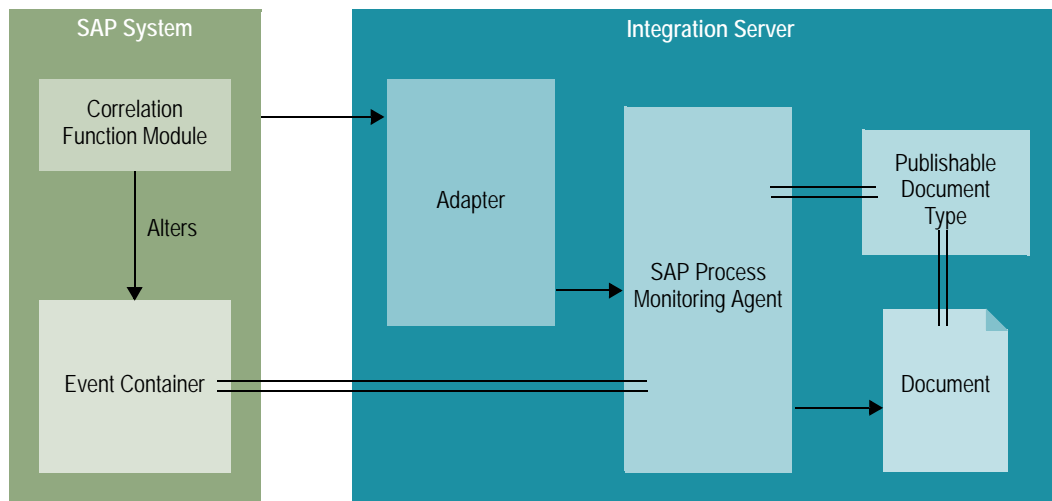 SAP System
Integration Server
Correlation
Function Module
Alters
Event Container
Adapter
SAP Process
Monitoring Agent
Publishable
Document
Type
Document